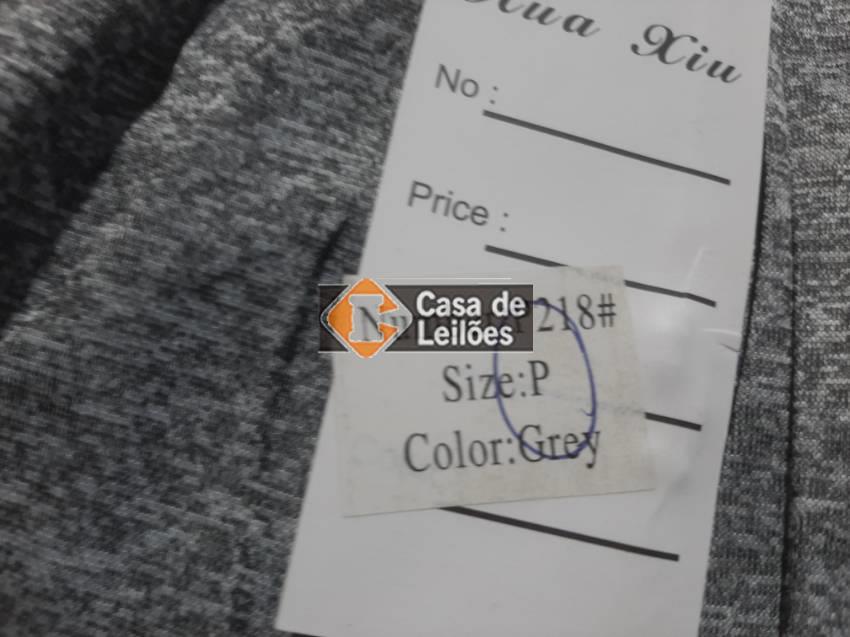 Xiu
No :
Price :
218#
Casa de
Leilões
Size:P
Color:Grey